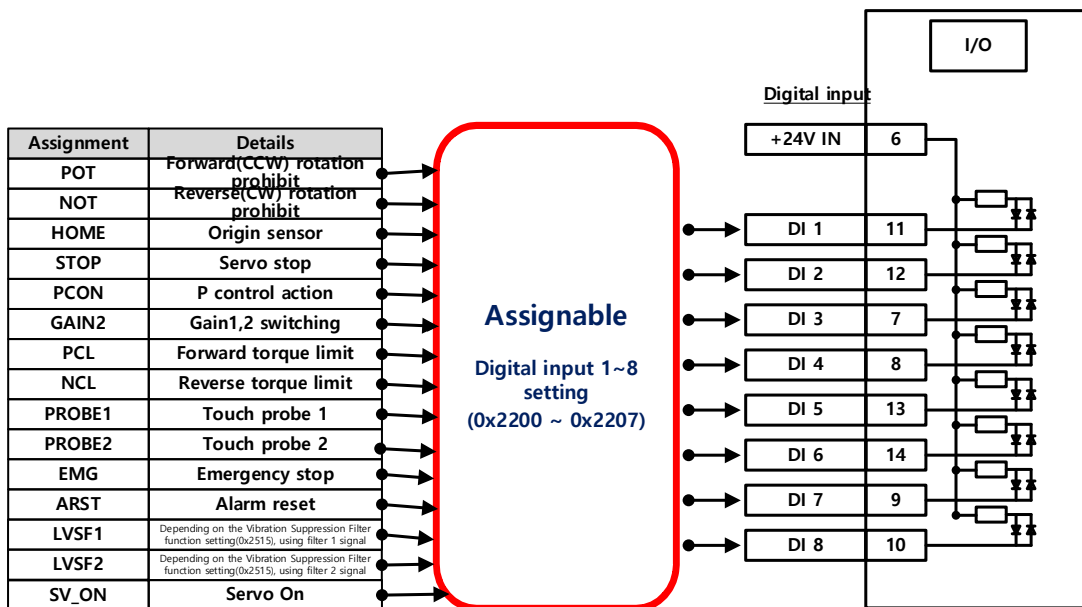 I/O
Digital input
+24V IN 6
Assignment Details
POT Forward(CCW) rotation
prohibit
NOT Reverse(CW) rotation
prohibit
HOME Origin sensor
STOP Servo stop
PCON P control action
GAIN2 Gain1,2 switching
PCL Forward torque limit
NCL Reverse torque limit
PROBE1 Touch probe 1
PROBE2 Touch probe 2
EMG Emergency stop
ARST Alarm reset
LVSF1 Depending on the Vibration Suppression Filter
function setting(0x2515), using filter 1 signal
LVSF2 Depending on the Vibration Suppression Filter
function setting(0x2515), using filter 2 signal
SV_ON Servo On
Assignable
Digital input 1~8
setting
(0x2200 ~ 0x2207)
DI 1 11
DI 2 12
DI 3 7
DI 4 8
DI 5 13
DI 6 14
DI 7 9
DI 8 10